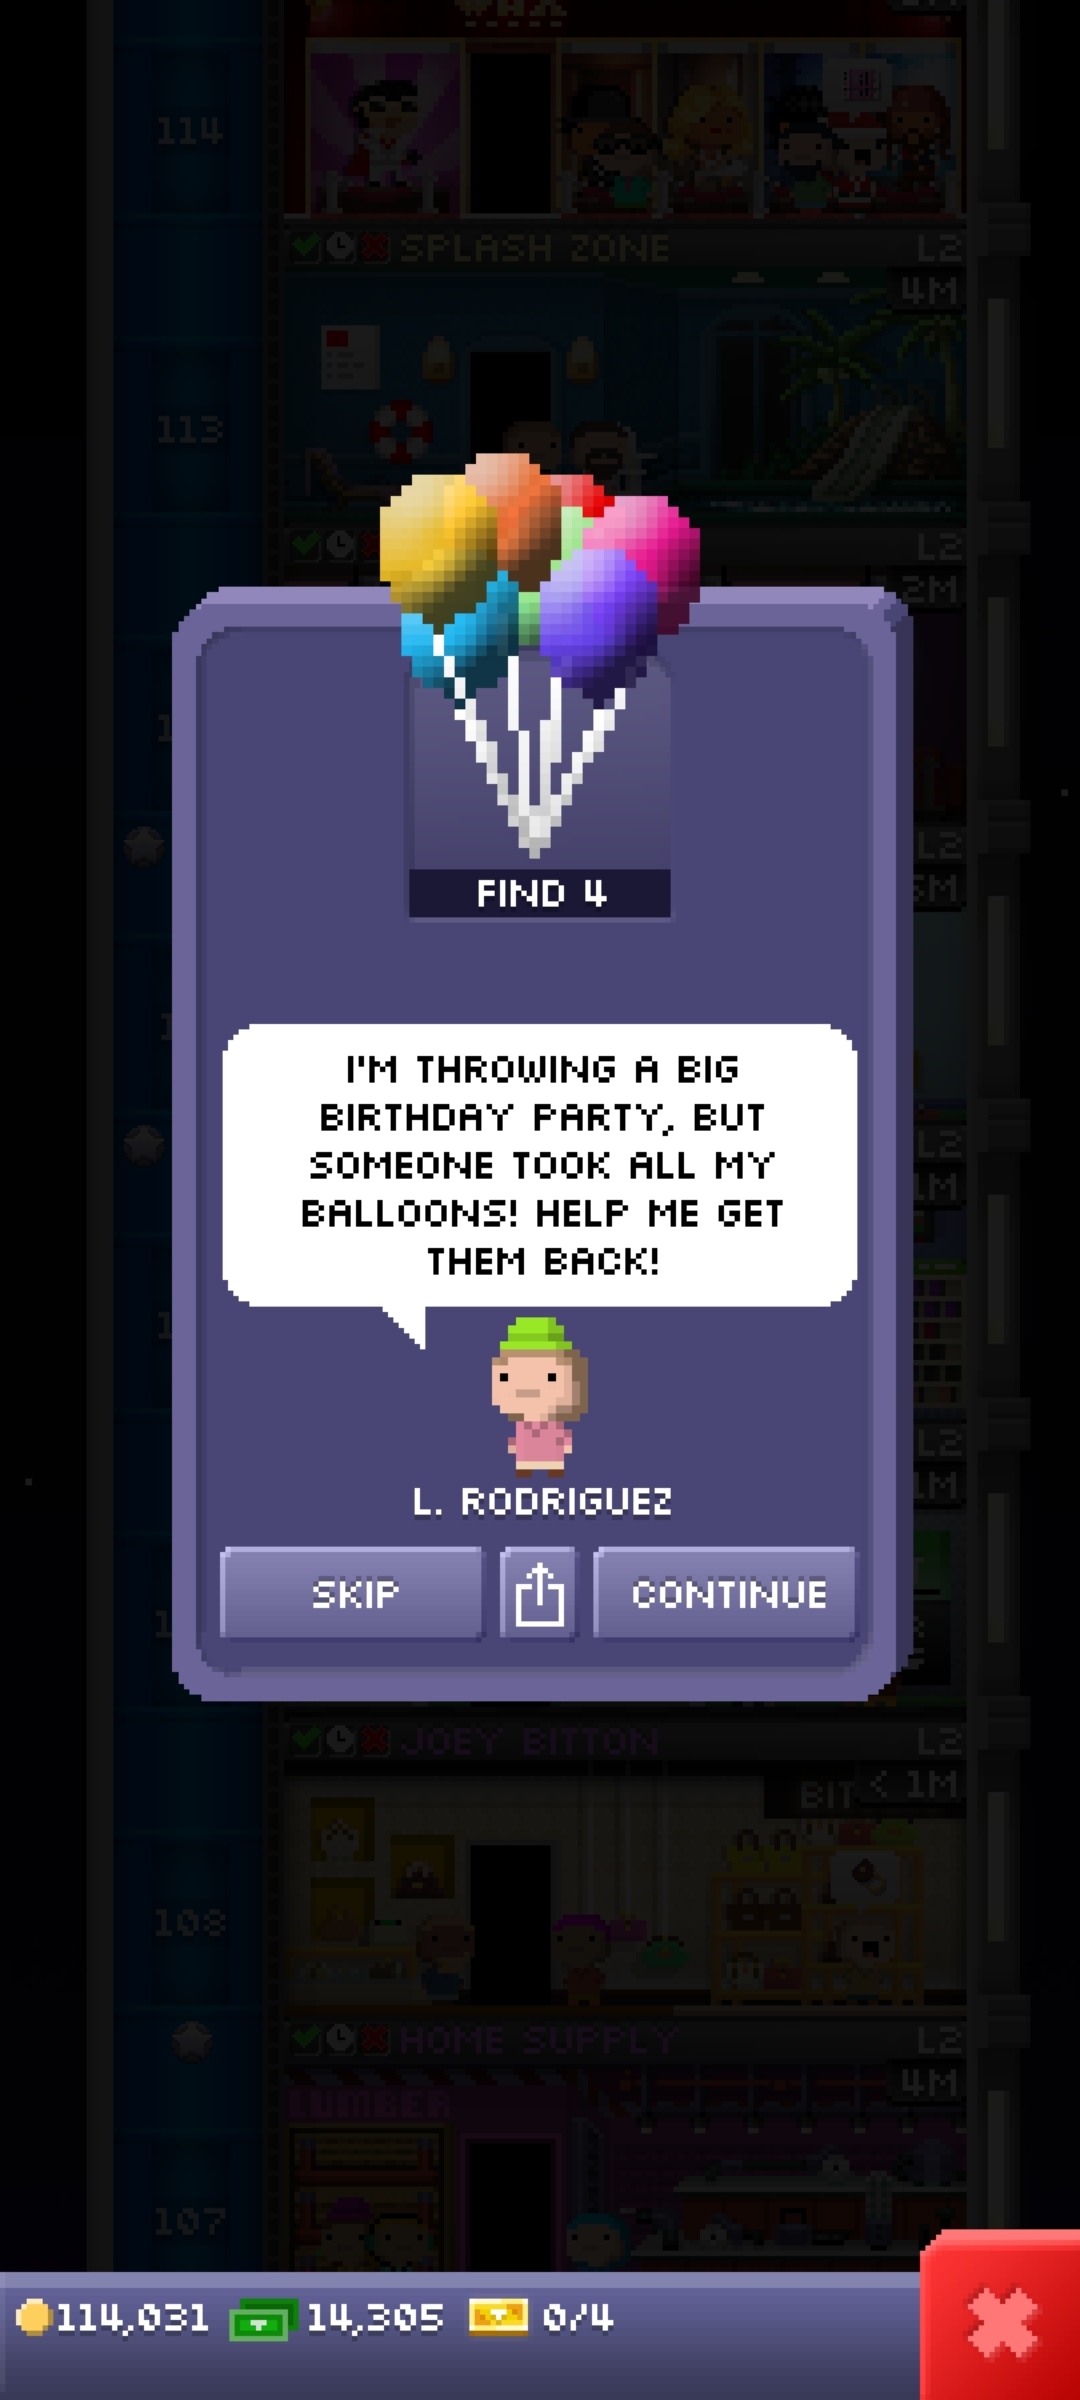 WAX
114
SPLASH ZONE
L2
4M
113
L2
2M
FIND 4
L2
I'M THROWING A BIG
BIRTHDAY PARTY, BUT
SOMEONE TOOK ALL MY
BALLOONS! HELP ME GET
THEM BACK!
L2
1M
L2
1M
L. RODRIGUEZ
SKIP
CONTINUE
JOEY BITTON
L2
BIT
< 1M
108
HOME SUPPLY
L2
4M
LUMBER
107
114,031
14,305
0/4